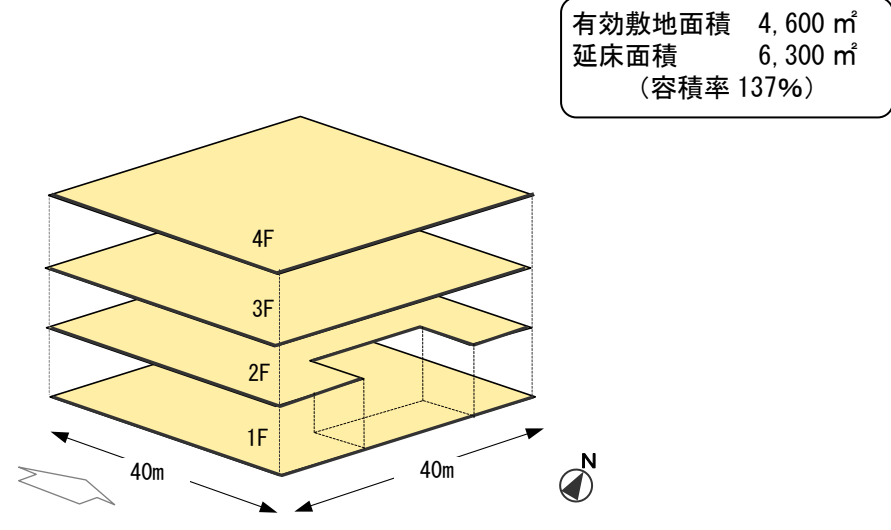 有効敷地面積 4,600 ㎡
延床面積 6,300 ㎡
（容積率 137%）
4F
3F
2F
1F
40m
40m
N